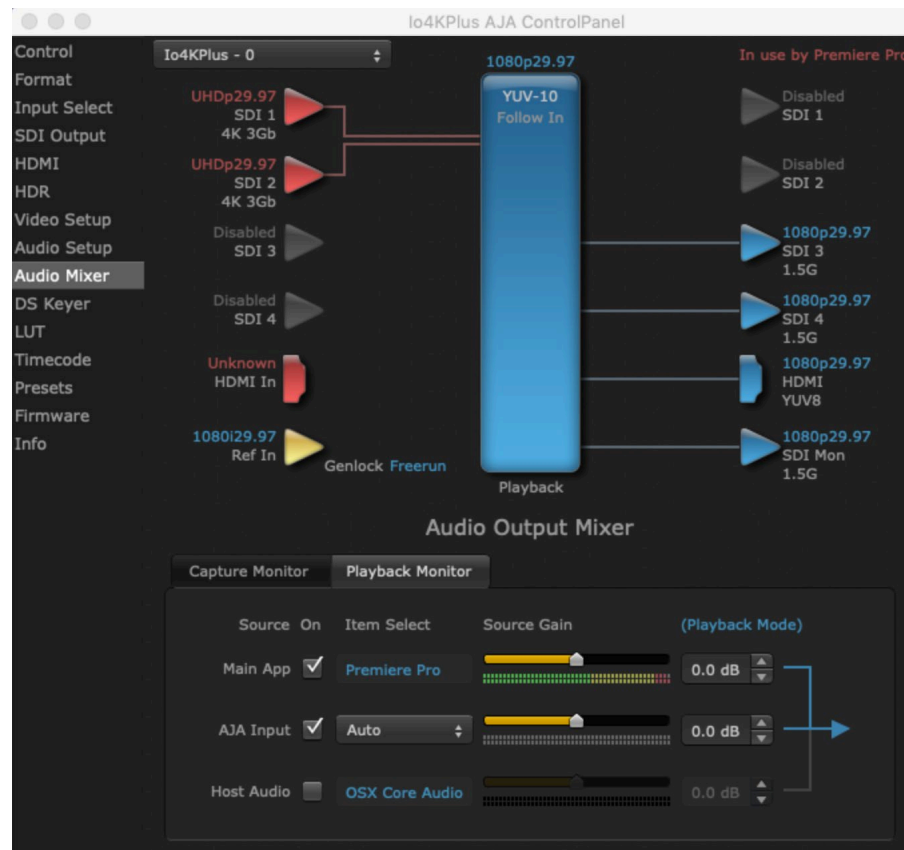 Io4KPlus AJA ControlPanel
Control
Format
Input Select
SDI Output
HDMI
HDR
Video Setup
Audio Setup
Audio Mixer
DS Keyer
LUT
Timecode
Presets
Firmware
Info
Io4KPlus - 0
1080p29.97
In use by Premiere Pro
UHDp29.97
SDI 1
4K 3Gb
UHDp29.97
SDI 2
4K 3Gb
Disabled
SDI 3
Disabled
SDI 4
Unknown
HDMI In
1080i29.97
Ref In
Genlock Freerun
YUV-10
Follow In
Playback
Disabled
SDI 1
Disabled
SDI 2
1080p29.97
SDI 3
1.5G
1080p29.97
SDI 4
1.5G
1080p29.97
HDMI
YUV8
1080p29.97
SDI Mon
1.5G
Audio Output Mixer
Capture Monitor Playback Monitor
Source On Item Select Source Gain (Playback Mode)
Main App Premiere Pro 0.0 dB
AJA Input Auto 0.0 dB
Host Audio OSX Core Audio 0.0 dB